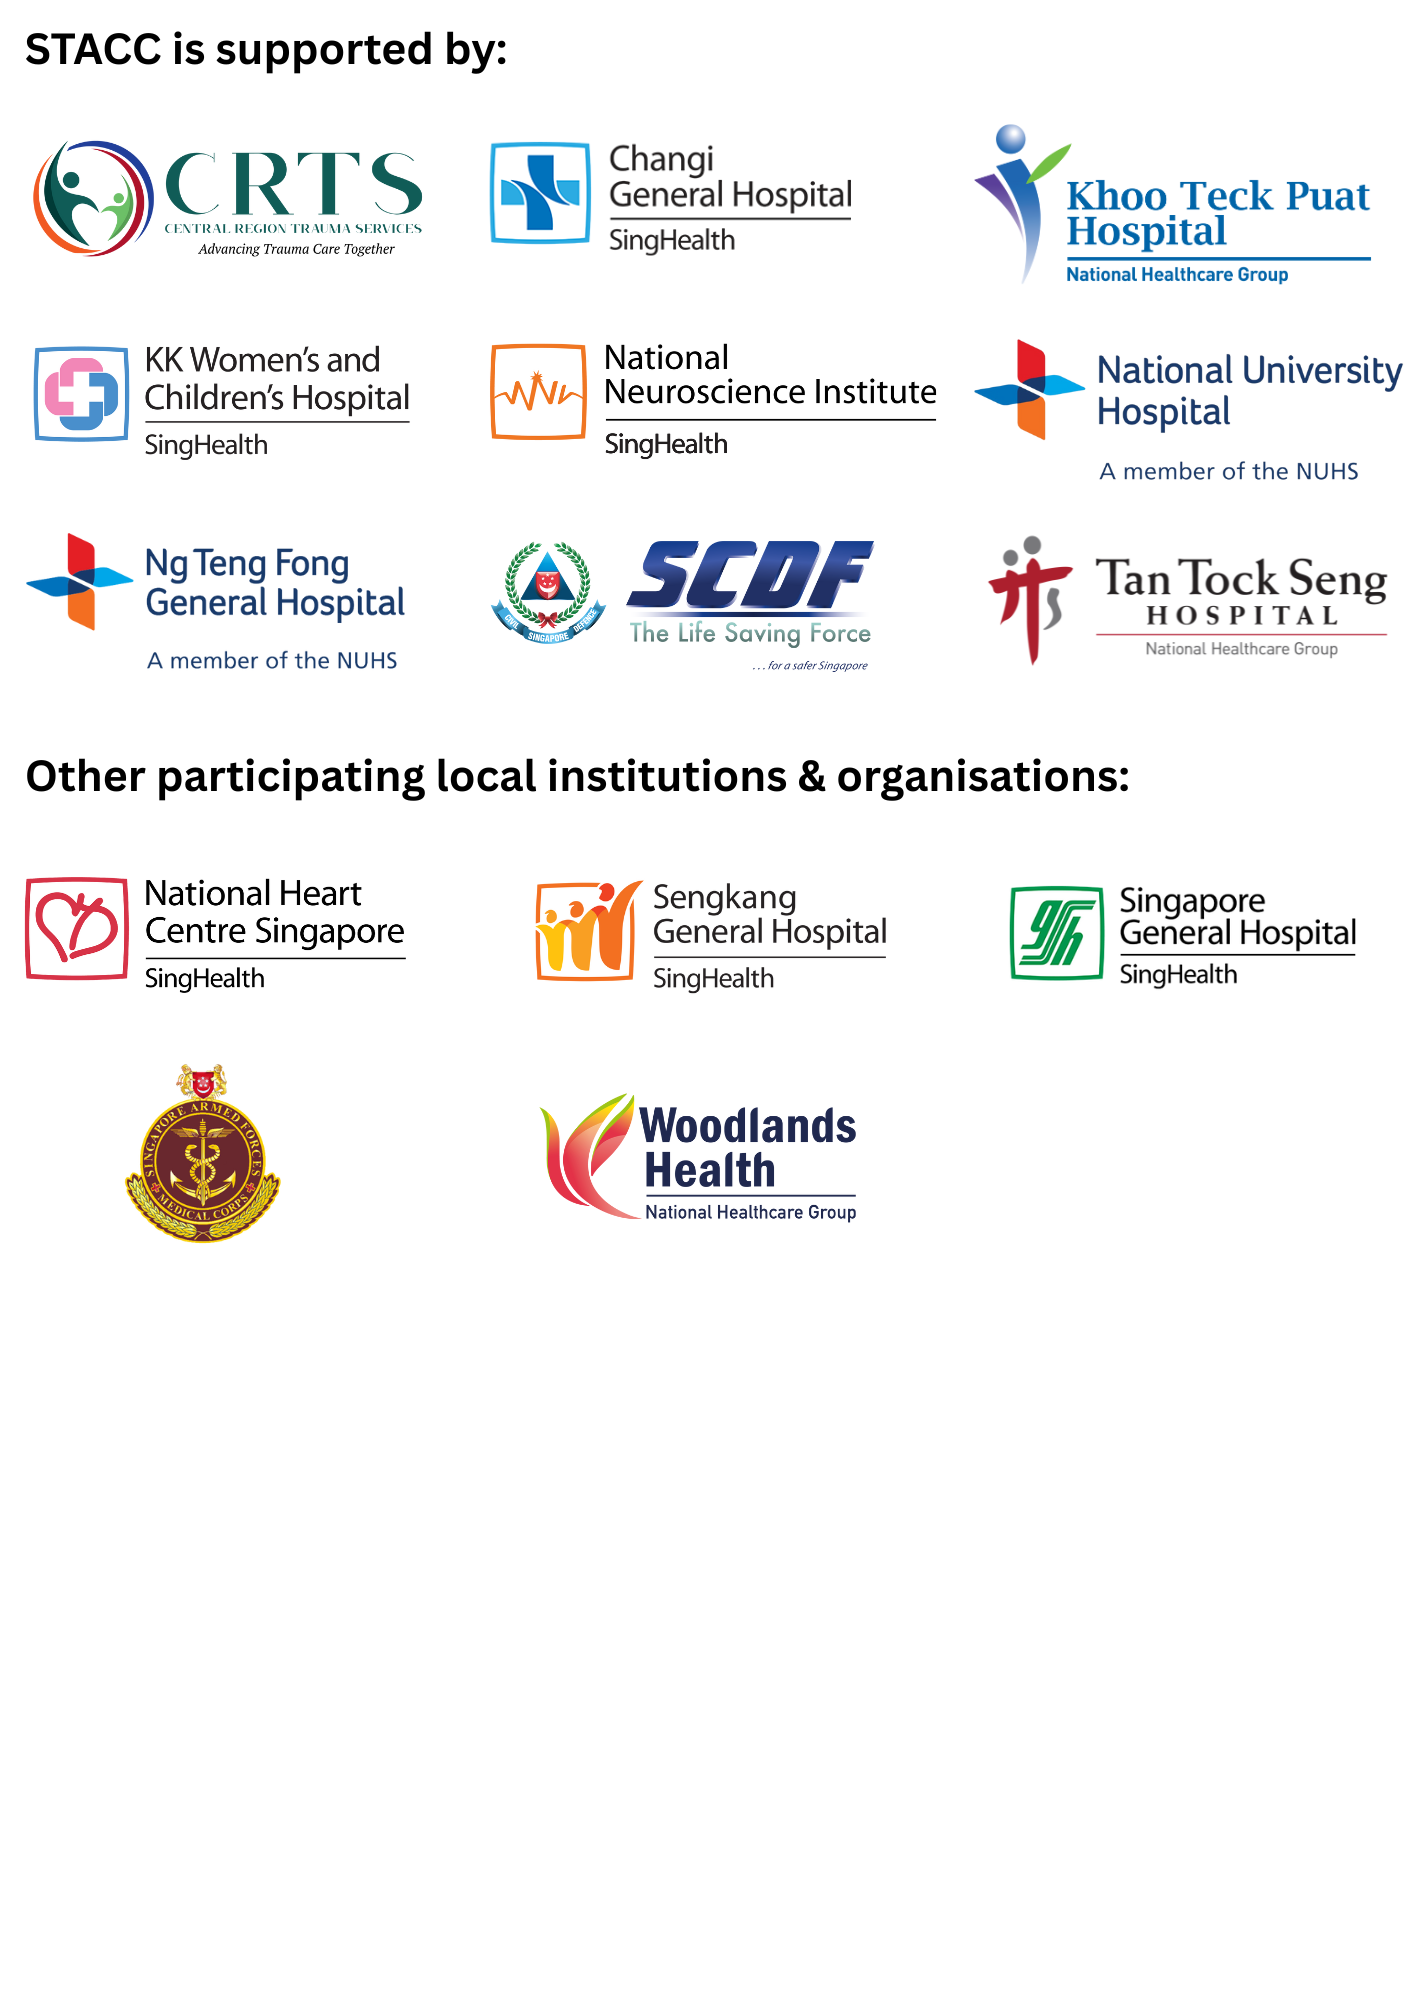 STACC is supported by:
CRTS
CENTRAL REGION TRAUMA SERVICES
Advancing Trauma Care Together
Changi
General Hospital
SingHealth
Khoo Teck Puat
Hospital
National Healthcare Group
KK Women's and
Children's Hospital
SingHealth
National
Neuroscience Institute
SingHealth
National University
Hospital
A member of the NUHS
Ng Teng Fong
General Hospital
A member of the NUHS
CIVIL SINGAPORE DEFENCE
SCDF
The Life Saving Force
...for a safer Singapore
Tan Tock Seng
HOSPITAL
National Healthcare Group
Other participating local institutions & organisations:
National Heart
Centre Singapore
SingHealth
Sengkang
General Hospital
SingHealth
Singapore
General Hospital
SingHealth
SINGAPORE ARMED FORCES
MEDICAL CORPS
Woodlands
Health
National Healthcare Group